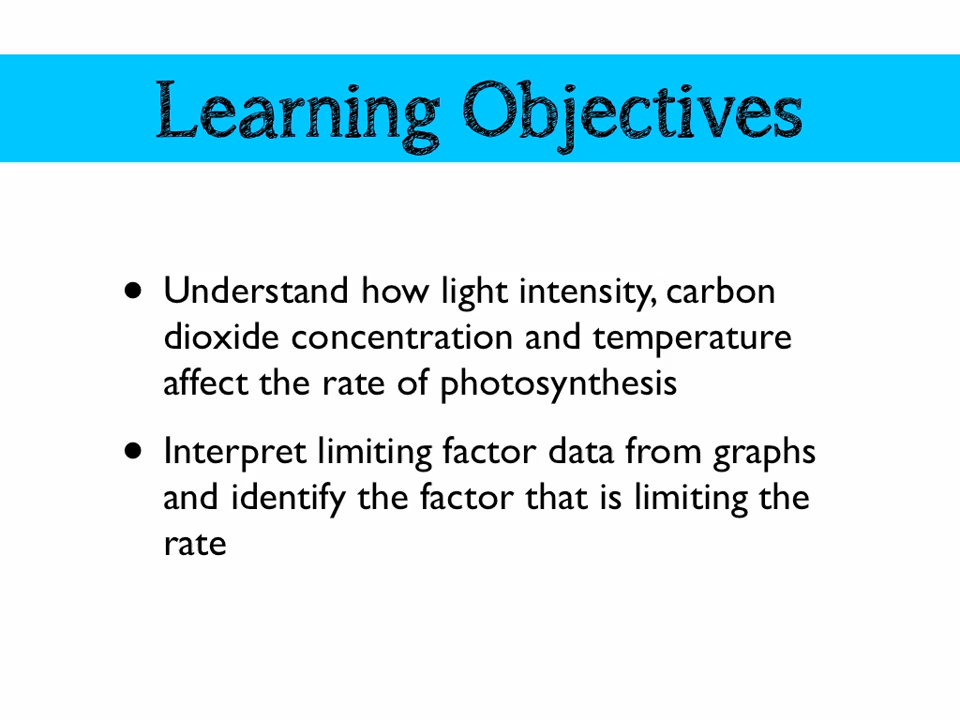 Learning Objectives
• Understand how light intensity, carbon
dioxide concentration and temperature
affect the rate of photosynthesis
• Interpret limiting factor data from graphs
and identify the factor that is limiting the
rate